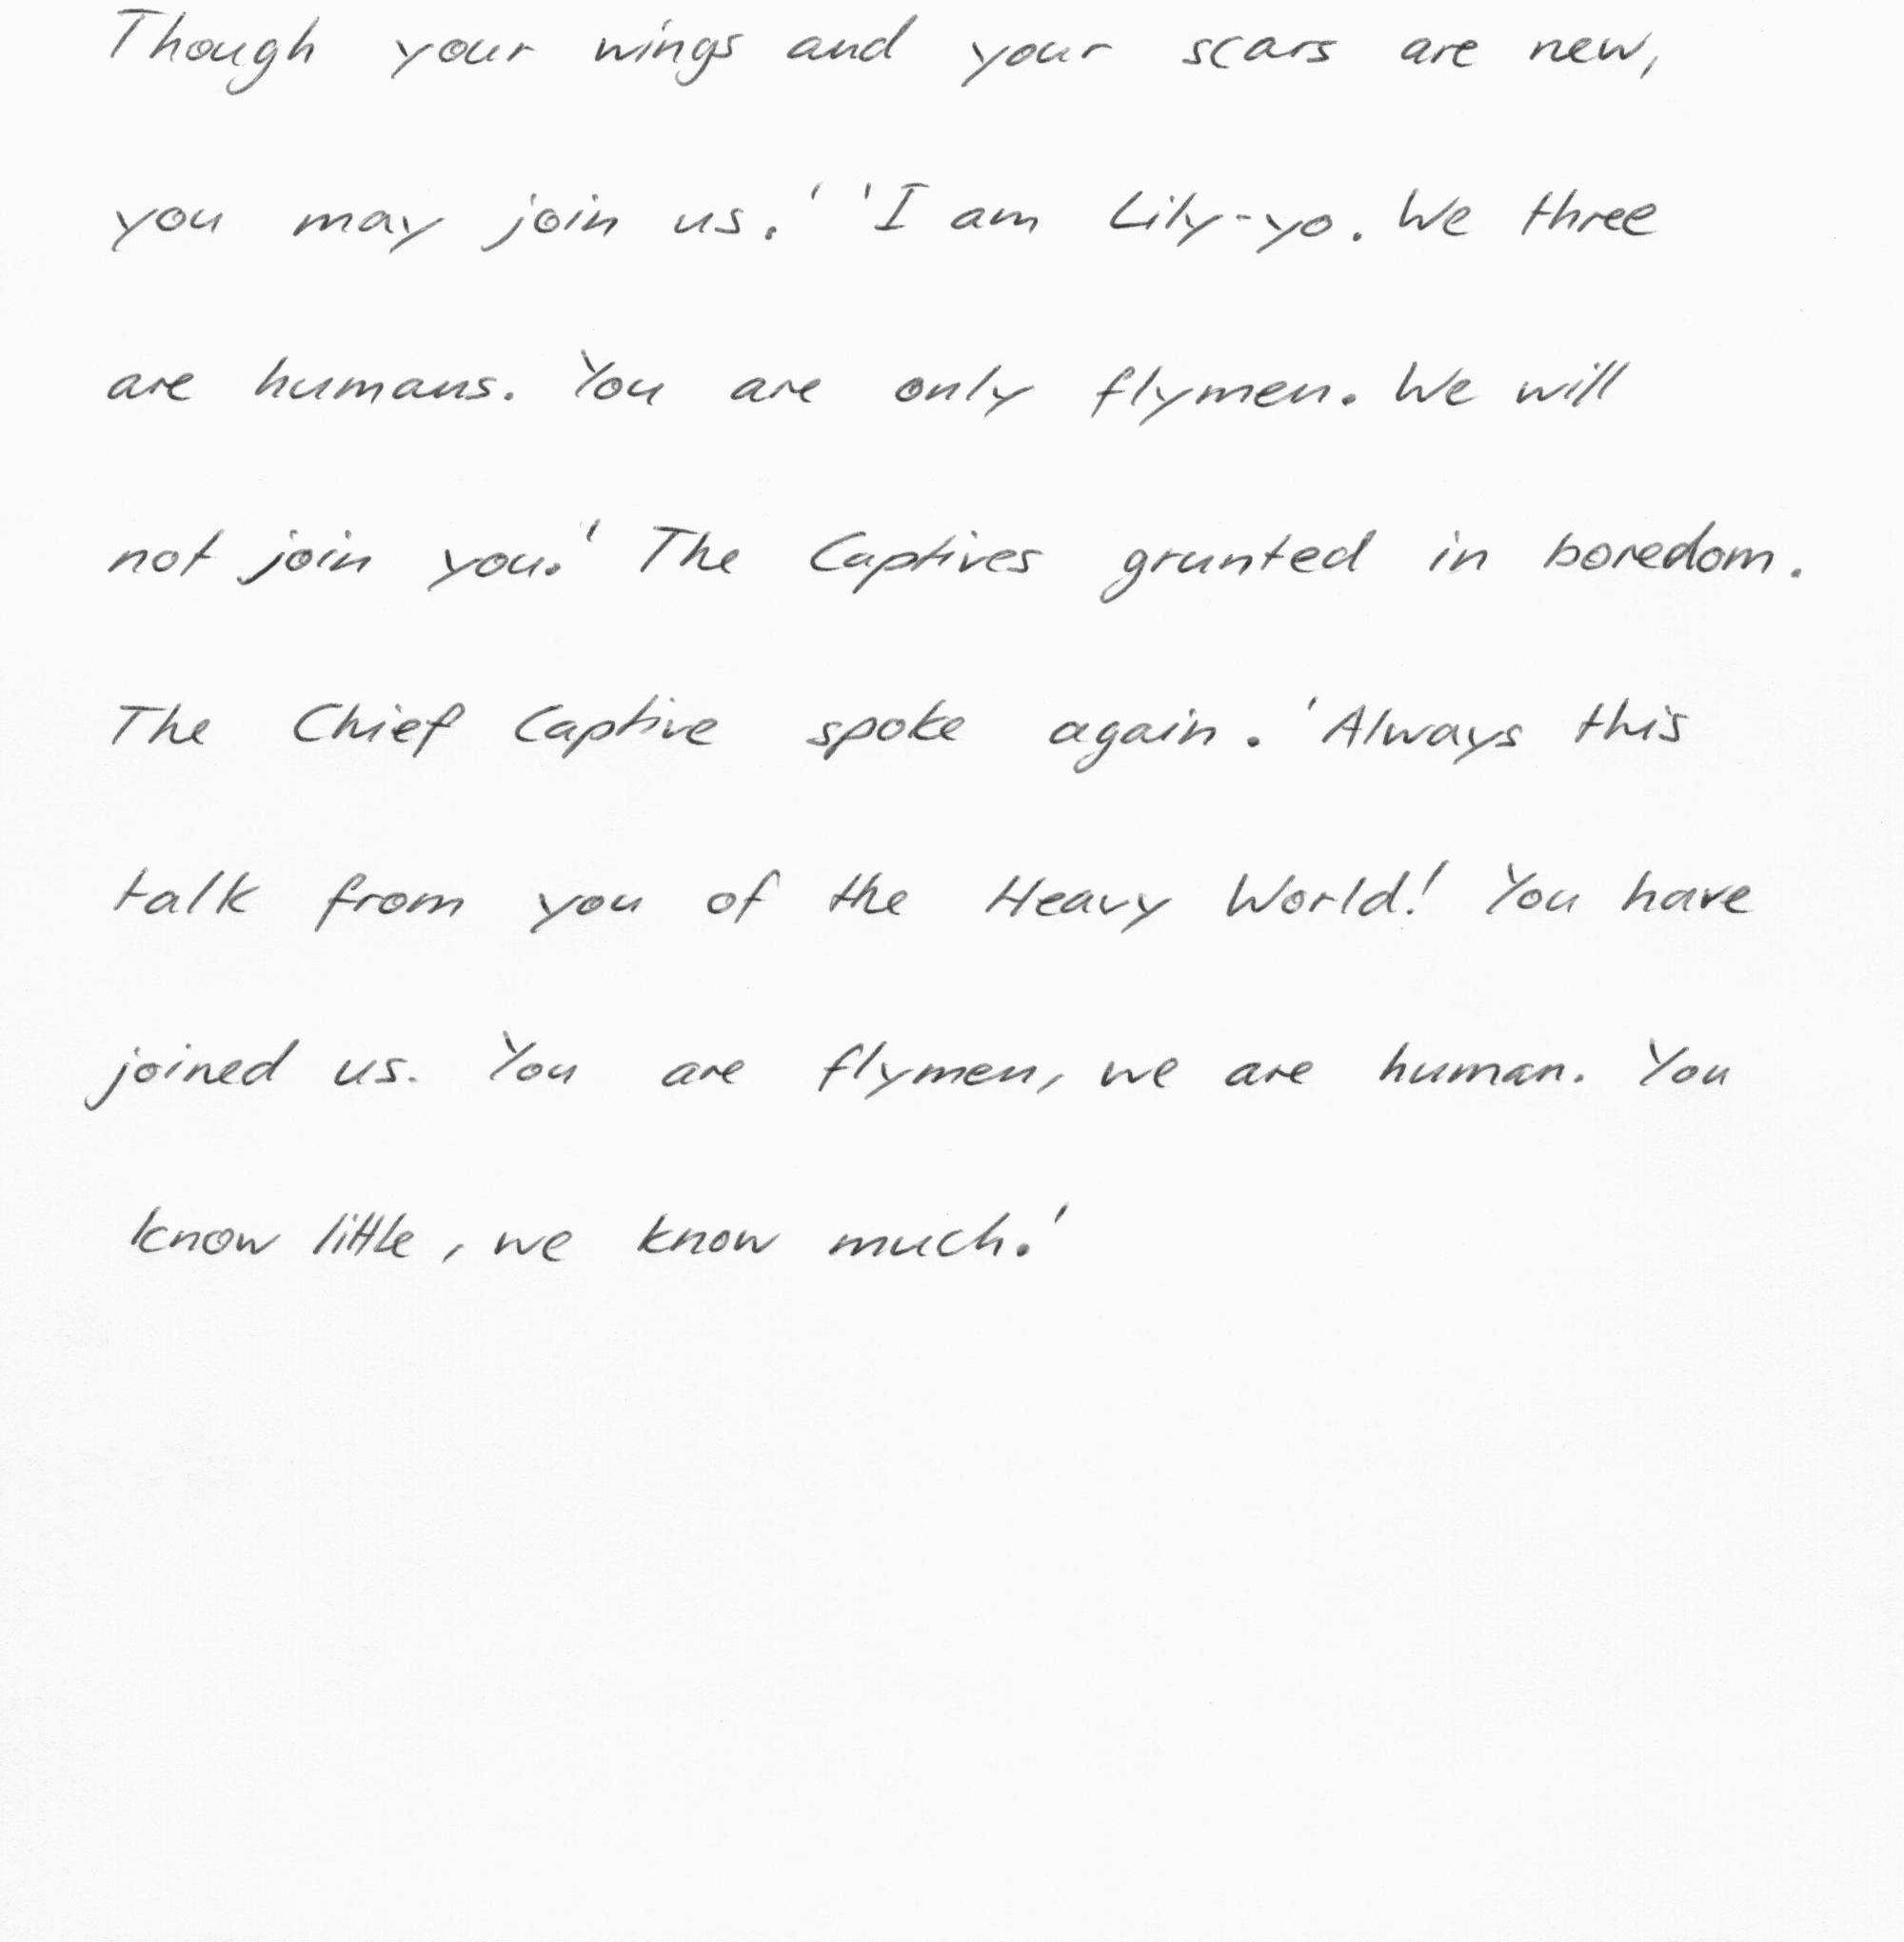 Though your wings and your scars are new,
you may join us.' 'I am Lily-yo. We three
are humans. You are only flymen. We will
not join you.' The Captives grunted in boredom.
The Chief Captive spoke again. 'Always this
talk from you of the Heavy World! You have
joined us. You are flymen, we are human. You
know little, we know much.'